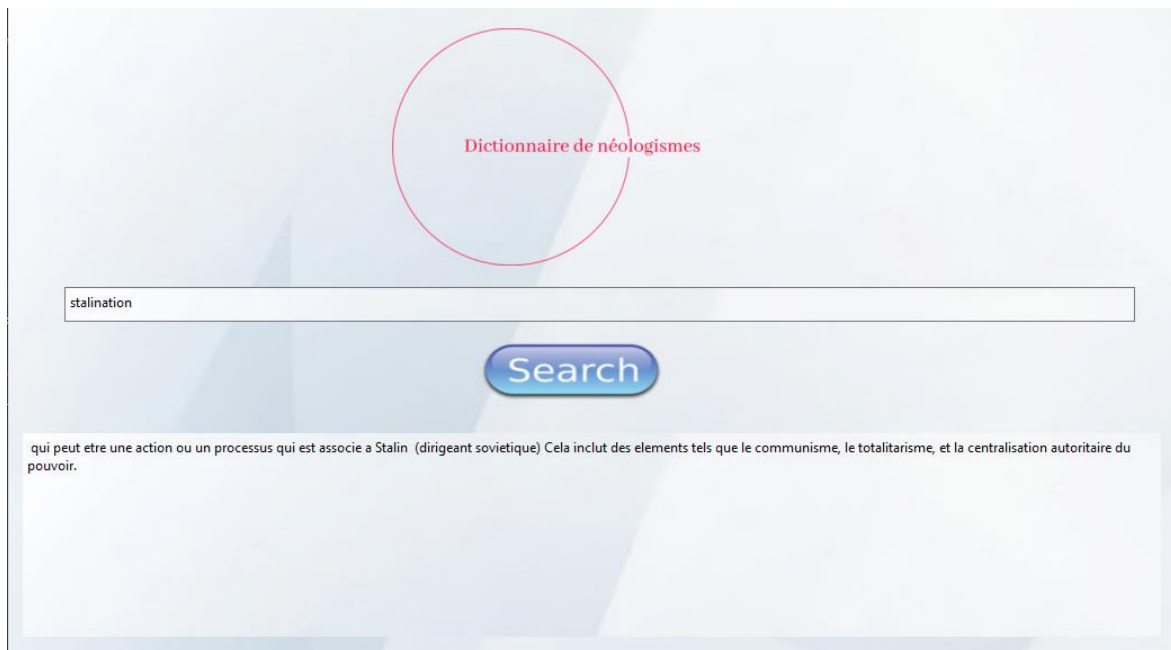 Dictionnaire de néologismes
stalination
Search
qui peut etre une action ou un processus qui est associe a Stalin (dirigeant sovietique) Cela inclut des elements tels que le communisme, le totalitarisme, et la centralisation autoritaire du
pouvoir.